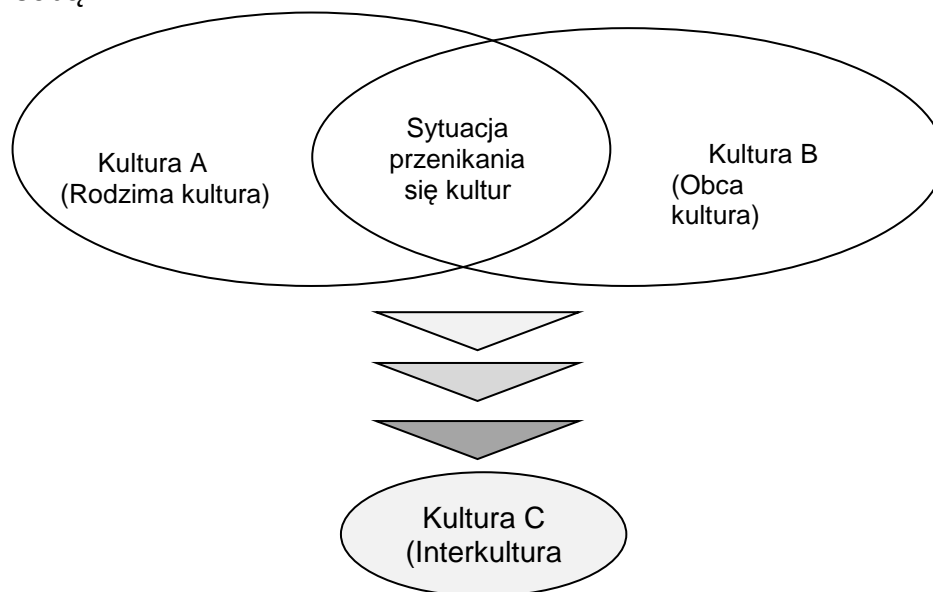 Sytuacja
przenikania
się kultur
Kultura A
(Rodzima kultura)
Kultura B
(Obca
kultura)
Kultura C
(Interkultura